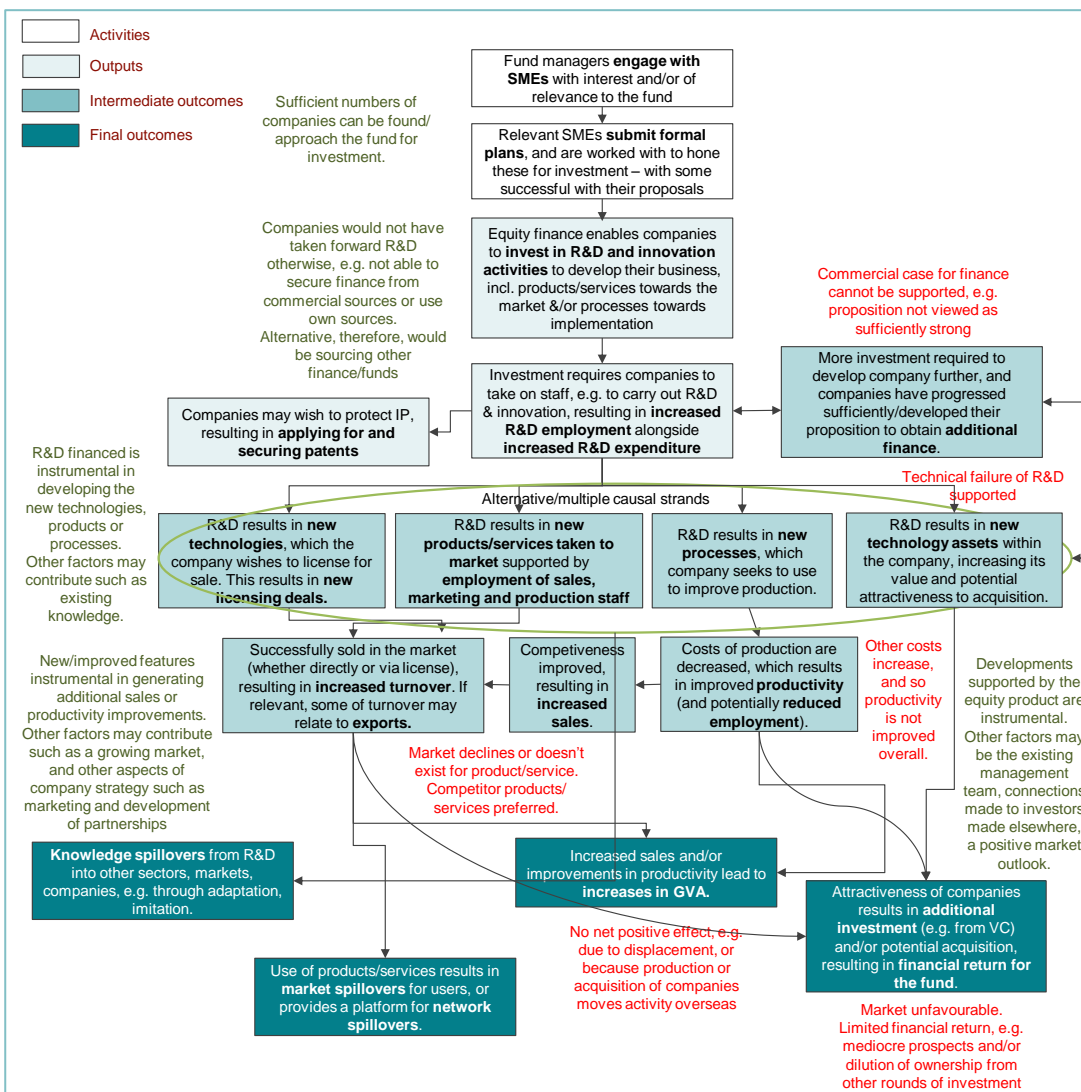 Activities
Outputs
Intermediate outcomes
Final outcomes
Fund managers engage with
SMEs with interest and/or of
relevance to the fund
Sufficient numbers of
companies can be found/
approach the fund for
investment.
Relevant SMEs submit formal
plans, and are worked with to hone
these for investment – with some
successful with their proposals
Companies would not have
taken forward R&D
otherwise, e.g. not able to
secure finance from
commercial sources or use
own sources.
Alternative, therefore, would
be sourcing other
finance/funds
Equity finance enables companies
to invest in R&D and innovation
activities to develop their business,
incl. products/services towards the
market &/or processes towards
implementation
Commercial case for finance
cannot be supported, e.g.
proposition not viewed as
sufficiently strong
Investment requires companies to
take on staff, e.g. to carry out R&D
& innovation, resulting in increased
R&D employment alongside
increased R&D expenditure
More investment required to
develop company further, and
companies have progressed
sufficiently/developed their
proposition to obtain additional
finance.
Companies may wish to protect IP,
resulting in applying for and
securing patents
R&D financed is
instrumental in
developing the
new technologies,
products or
processes.
Other factors may
contribute such as
existing
knowledge.
Technical failure of R&D
supported
Alternative/multiple causal strands
R&D results in new
technologies, which the
company wishes to license for
sale. This results in new
licensing deals.
R&D results in new
products/services taken to
market supported by
employment of sales,
marketing and production staff
R&D results in new
processes, which
company seeks to use
to improve production.
R&D results in new
technology assets within
the company, increasing its
value and potential
attractiveness to acquisition.
New/improved features
instrumental in generating
additional sales or
productivity improvements.
Other factors may contribute
such as a growing market,
and other aspects of
company strategy such as
marketing and development
of partnerships
Successfully sold in the market
(whether directly or via license),
resulting in increased turnover. If
relevant, some of turnover may
relate to exports.
Competiveness
improved,
resulting in
increased
sales.
Costs of production are
decreased, which results
in improved productivity
(and potentially reduced
employment).
Other costs
increase,
and so
productivity
is not
improved
overall.
Developments
supported by the
equity product are
instrumental.
Other factors may
be the existing
management
team, connections
made to investors
made elsewhere,
a positive market
outlook.
Market declines or doesn't
exist for product/service.
Competitor products/
services preferred.
Knowledge spillovers from R&D
into other sectors, markets,
companies, e.g. through adaptation,
imitation.
Increased sales and/or
improvements in productivity lead to
increases in GVA.
Attractiveness of companies
results in additional
investment (e.g. from VC)
and/or potential acquisition,
resulting in financial return for
the fund.
No net positive effect, e.g.
due to displacement, or
because production or
acquisition of companies
moves activity overseas
Use of products/services results in
market spillovers for users, or
provides a platform for network
spillovers.
Market unfavourable.
Limited financial return, e.g.
mediocre prospects and/or
dilution of ownership from
other rounds of investment